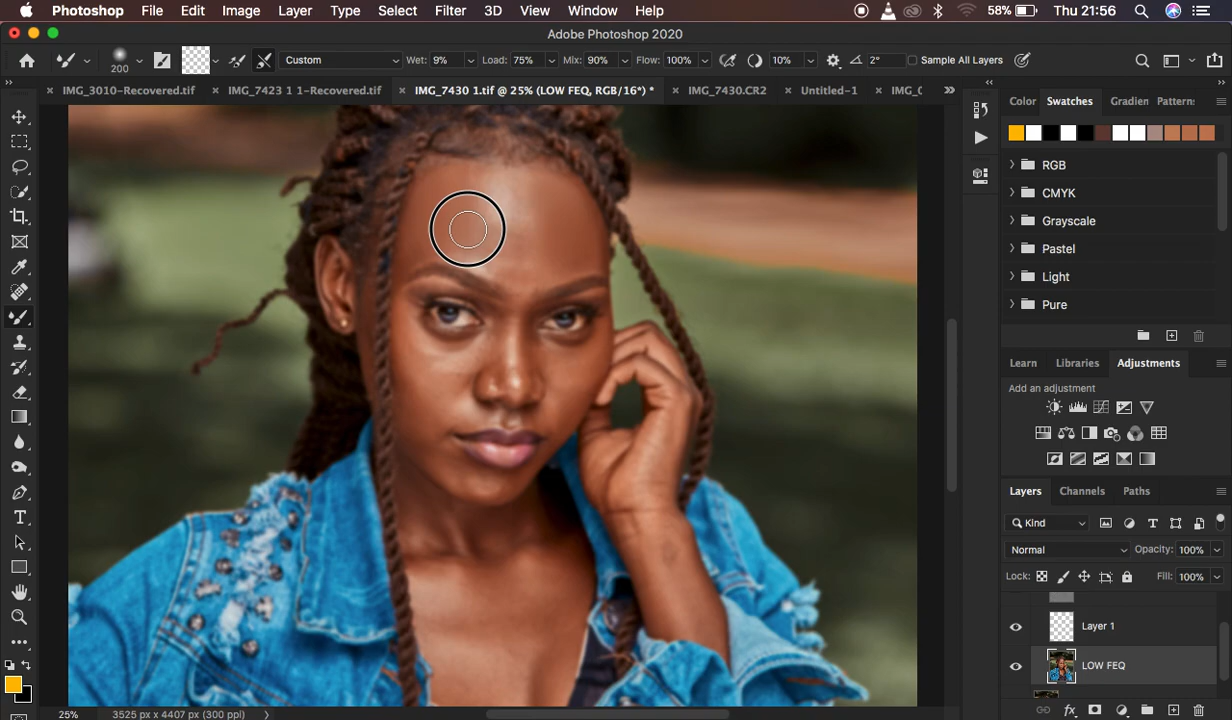 Photoshop File Edit Image Layer Type Select Filter 3D View Window Help 58% Thu 21:56
Adobe Photoshop 2020
200 Custom Wet: 9% Load: 75% Mix: 90% Flow: 100% 10% 2° Sample All Layers
IMG_3010-Recovered.tif IMG_7423 1 1-Recovered.tif IMG_7430 1.tif @ 25% (LOW FEQ, RGB/16*) * IMG_7430.CR2 Untitled-1 IMG_0
Color Swatches Gradien Patterns
RGB
CMYK
Grayscale
Pastel
Light
Pure
Learn Libraries Adjustments
Add an adjustment
Layers Channels Paths
Kind
Normal Opacity: 100%
Lock: Fill: 100%
Layer 1
LOW FEQ
25% 3525 px x 4407 px (300 ppi)